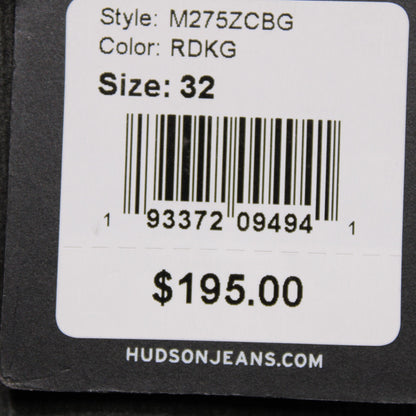 Style: M275ZCBG
Color: RDKG
Size: 32
1 93372 09494 1
$195.00
HUDSONJEANS.COM